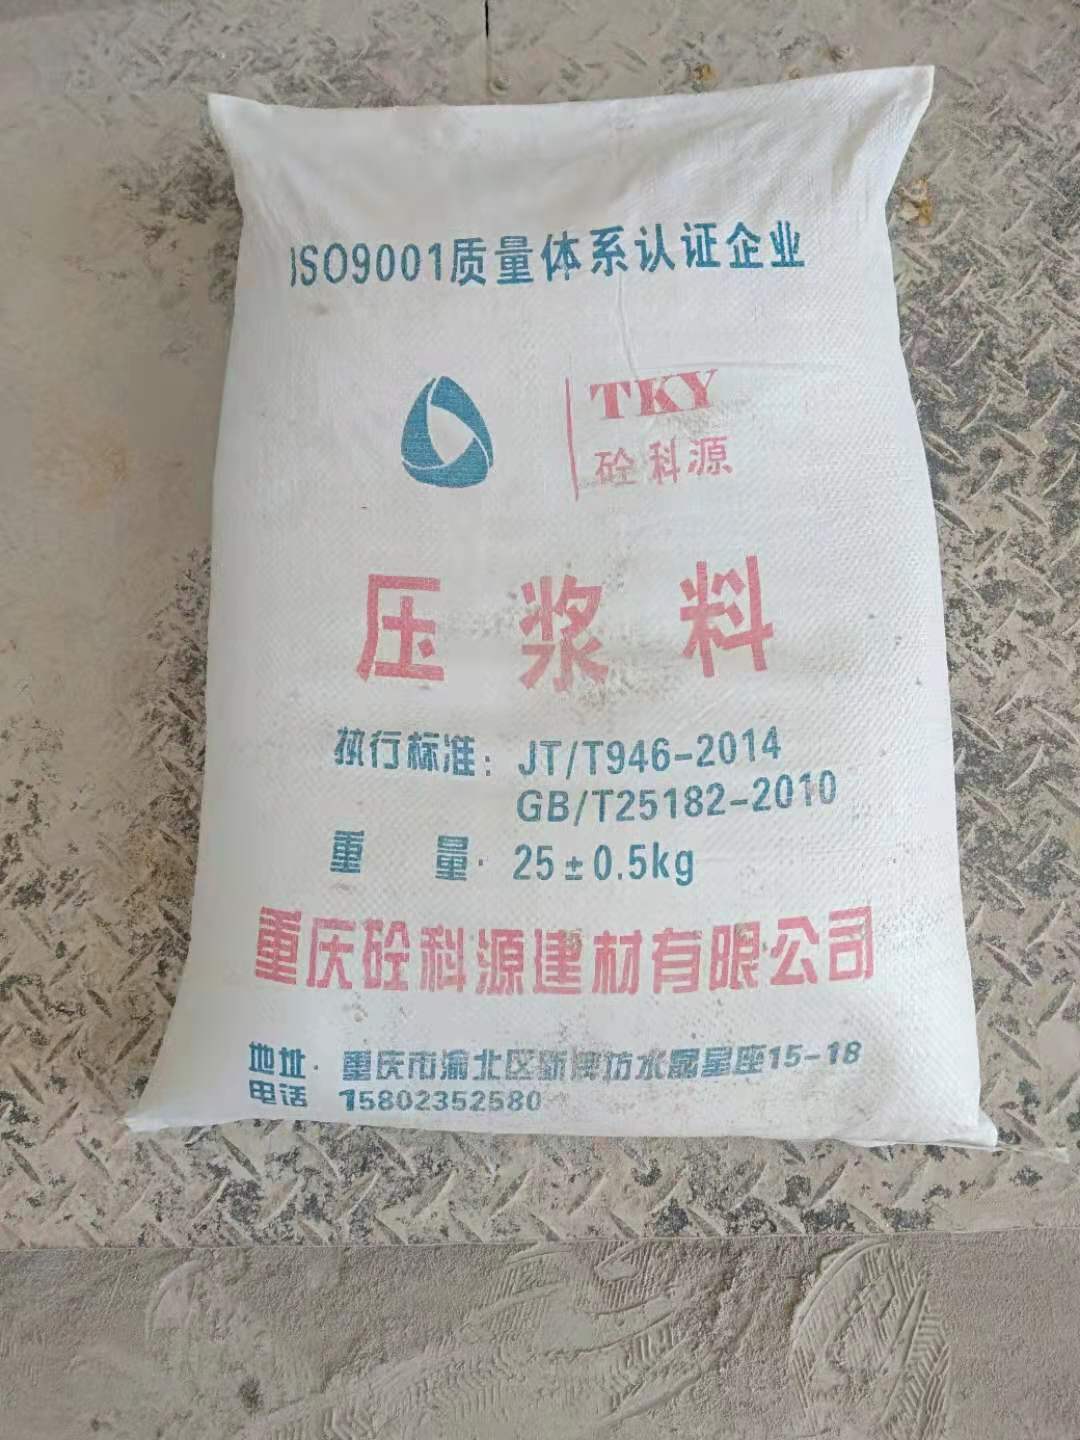 ISO9001质量体系认证企业
TKY
砼科源
压浆料
执行标准：JT/T946-2014
GB/T25182-2010
重 量：25±0.5kg
重庆砼科源建材有限公司
地址：重庆市渝北区新牌坊水晶星座15-18
电话 15802352580